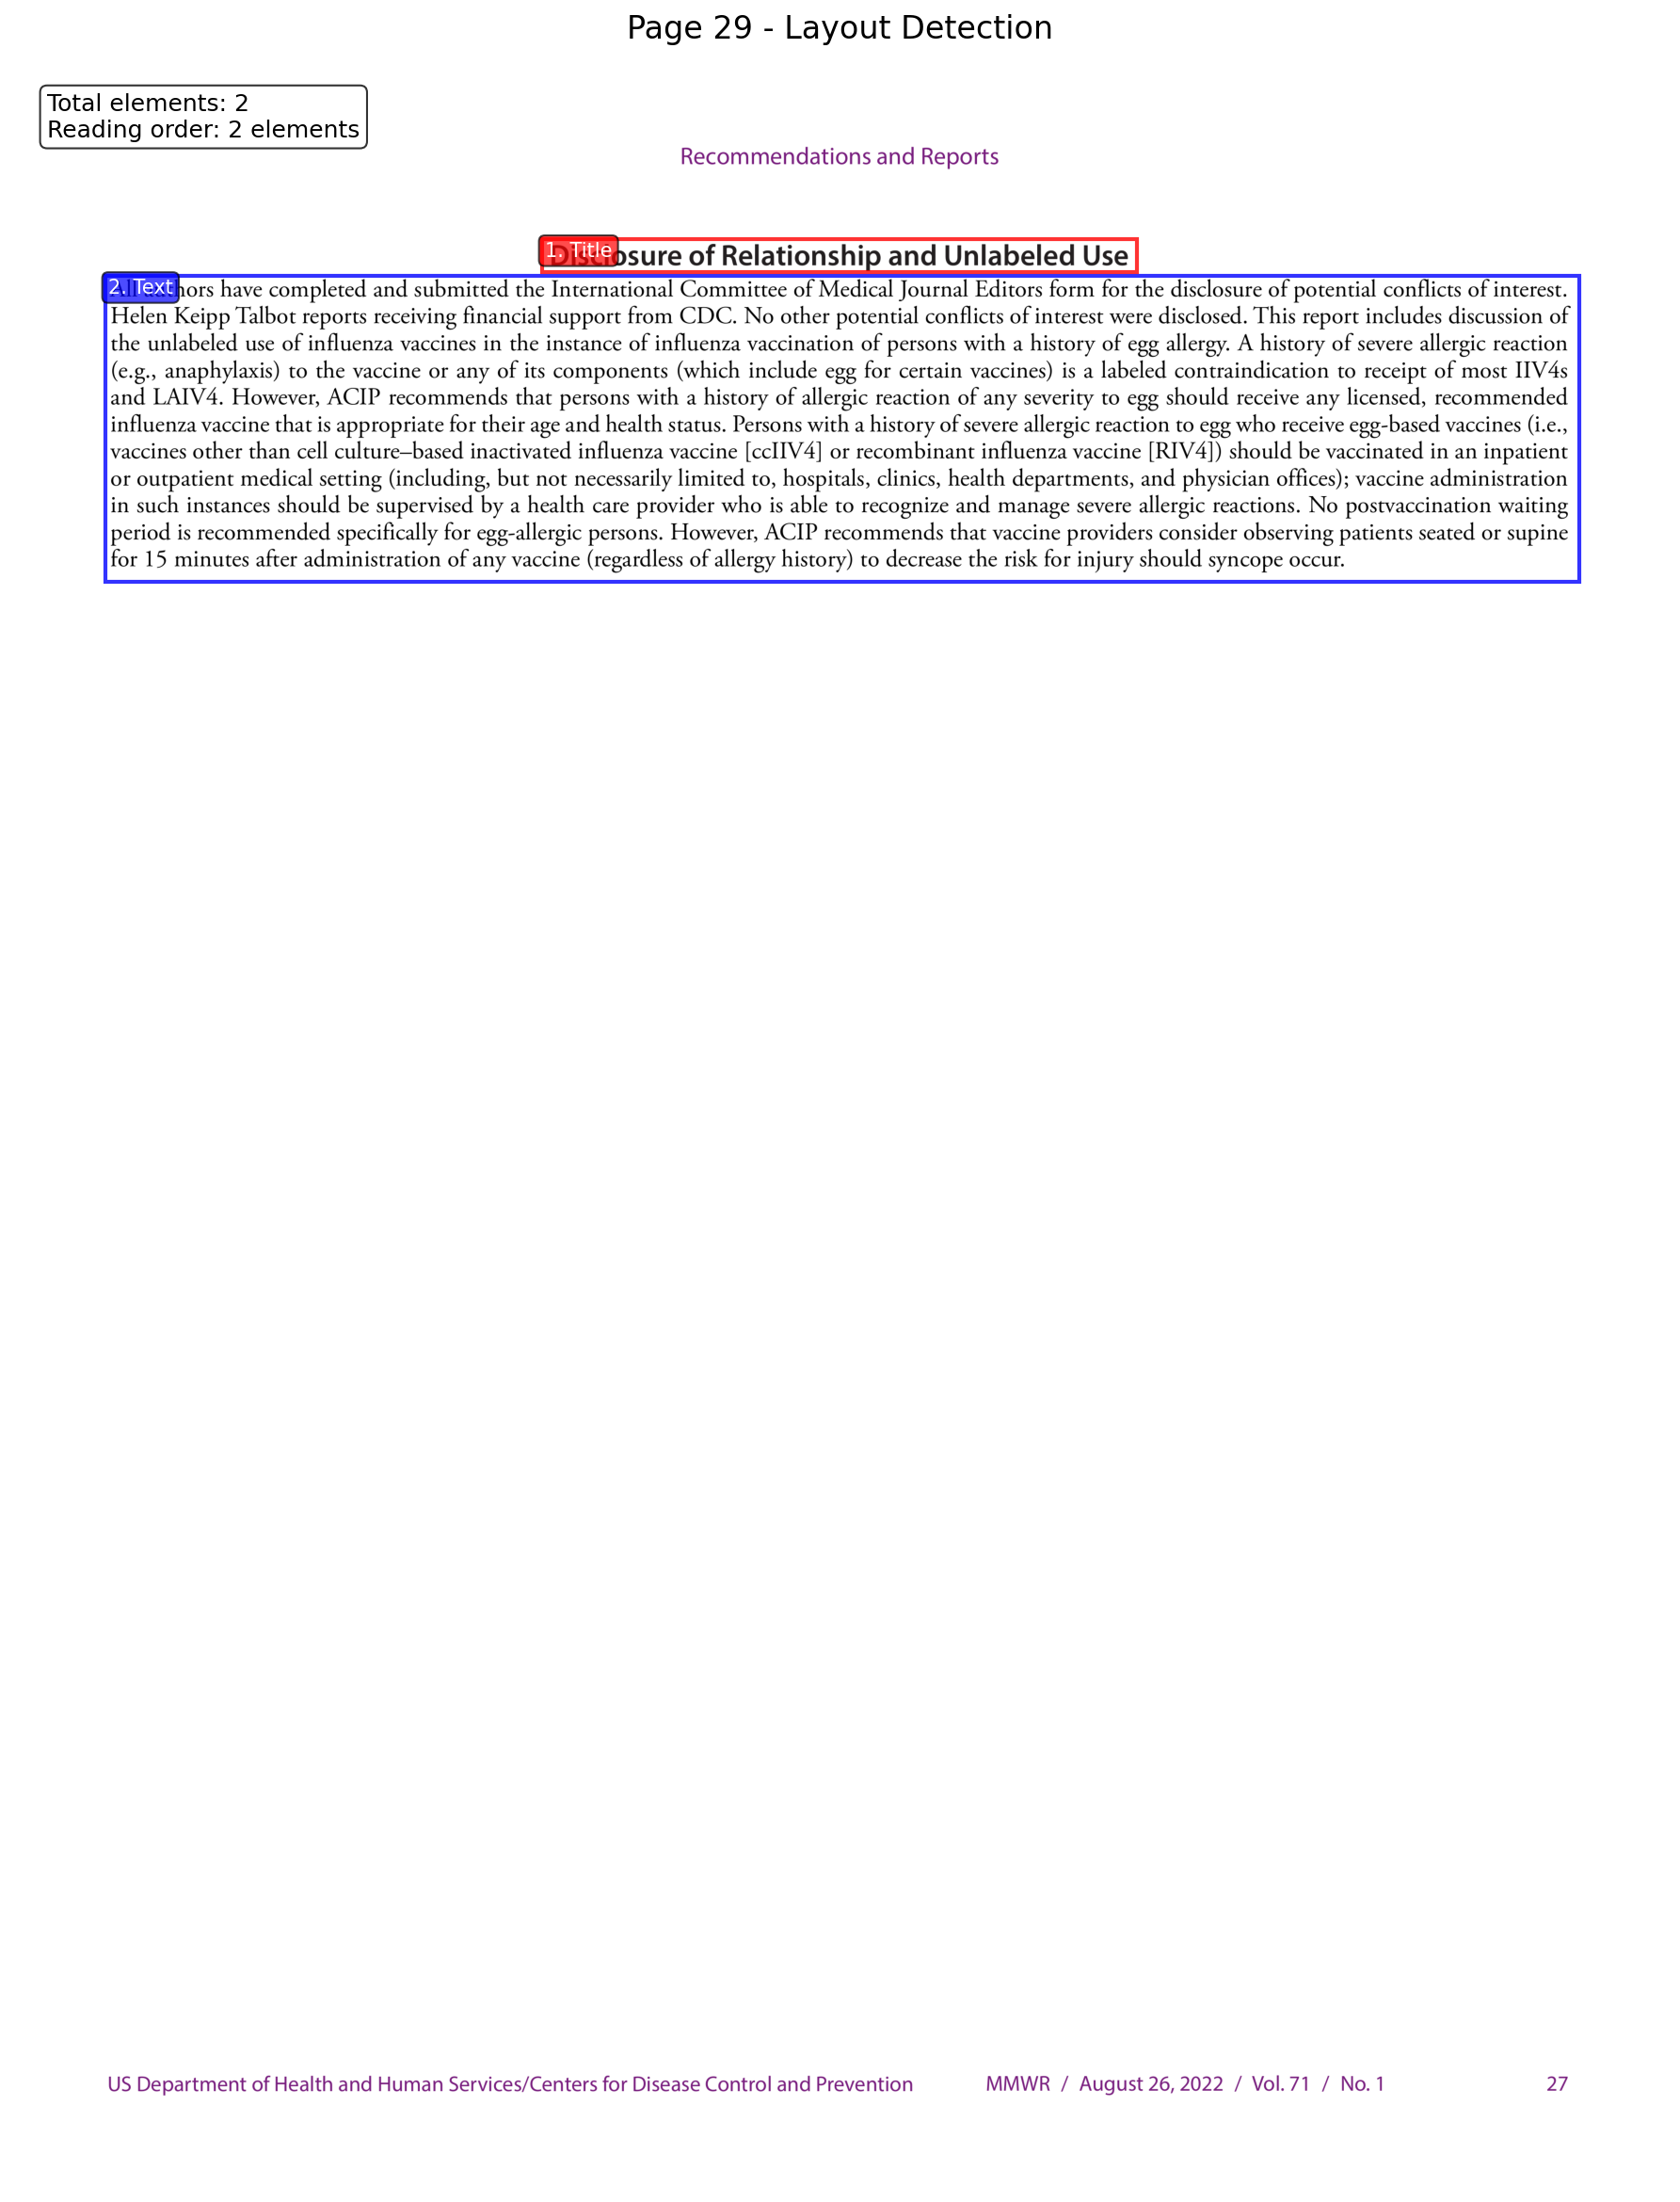 Page 29 - Layout Detection
Total elements: 2
Reading order: 2 elements
Recommendations and Reports
1. Title
Disclosure of Relationship and Unlabeled Use
2. Text
All authors have completed and submitted the International Committee of Medical Journal Editors form for the disclosure of potential conflicts of interest.
Helen Keipp Talbot reports receiving financial support from CDC. No other potential conflicts of interest were disclosed. This report includes discussion of
the unlabeled use of influenza vaccines in the instance of influenza vaccination of persons with a history of egg allergy. A history of severe allergic reaction
(e.g., anaphylaxis) to the vaccine or any of its components (which include egg for certain vaccines) is a labeled contraindication to receipt of most IIV4s
and LAIV4. However, ACIP recommends that persons with a history of allergic reaction of any severity to egg should receive any licensed, recommended
influenza vaccine that is appropriate for their age and health status. Persons with a history of severe allergic reaction to egg who receive egg-based vaccines (i.e.,
vaccines other than cell culture–based inactivated influenza vaccine [ccIIV4] or recombinant influenza vaccine [RIV4]) should be vaccinated in an inpatient
or outpatient medical setting (including, but not necessarily limited to, hospitals, clinics, health departments, and physician offices); vaccine administration
in such instances should be supervised by a health care provider who is able to recognize and manage severe allergic reactions. No postvaccination waiting
period is recommended specifically for egg-allergic persons. However, ACIP recommends that vaccine providers consider observing patients seated or supine
for 15 minutes after administration of any vaccine (regardless of allergy history) to decrease the risk for injury should syncope occur.
US Department of Health and Human Services/Centers for Disease Control and Prevention MMWR / August 26, 2022 / Vol. 71 / No. 1 27